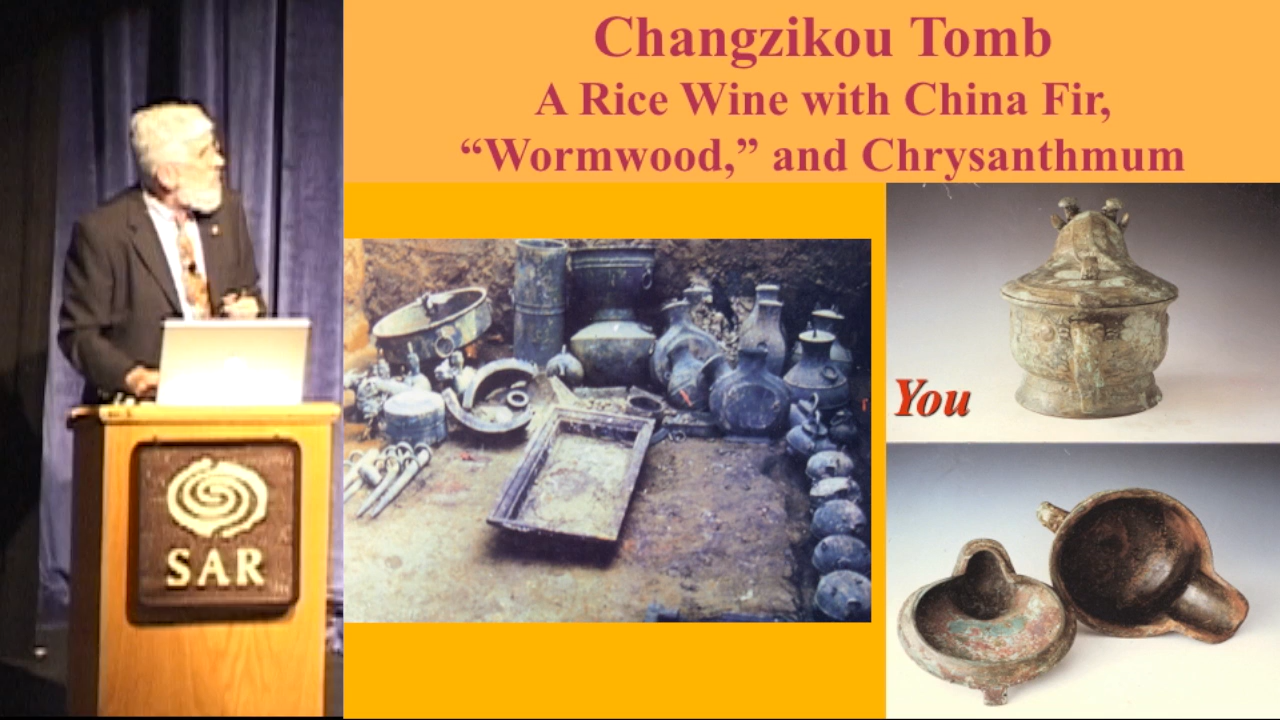 Changzikou Tomb
A Rice Wine with China Fir,
“Wormwood,” and Chrysanthmum
You
SAR